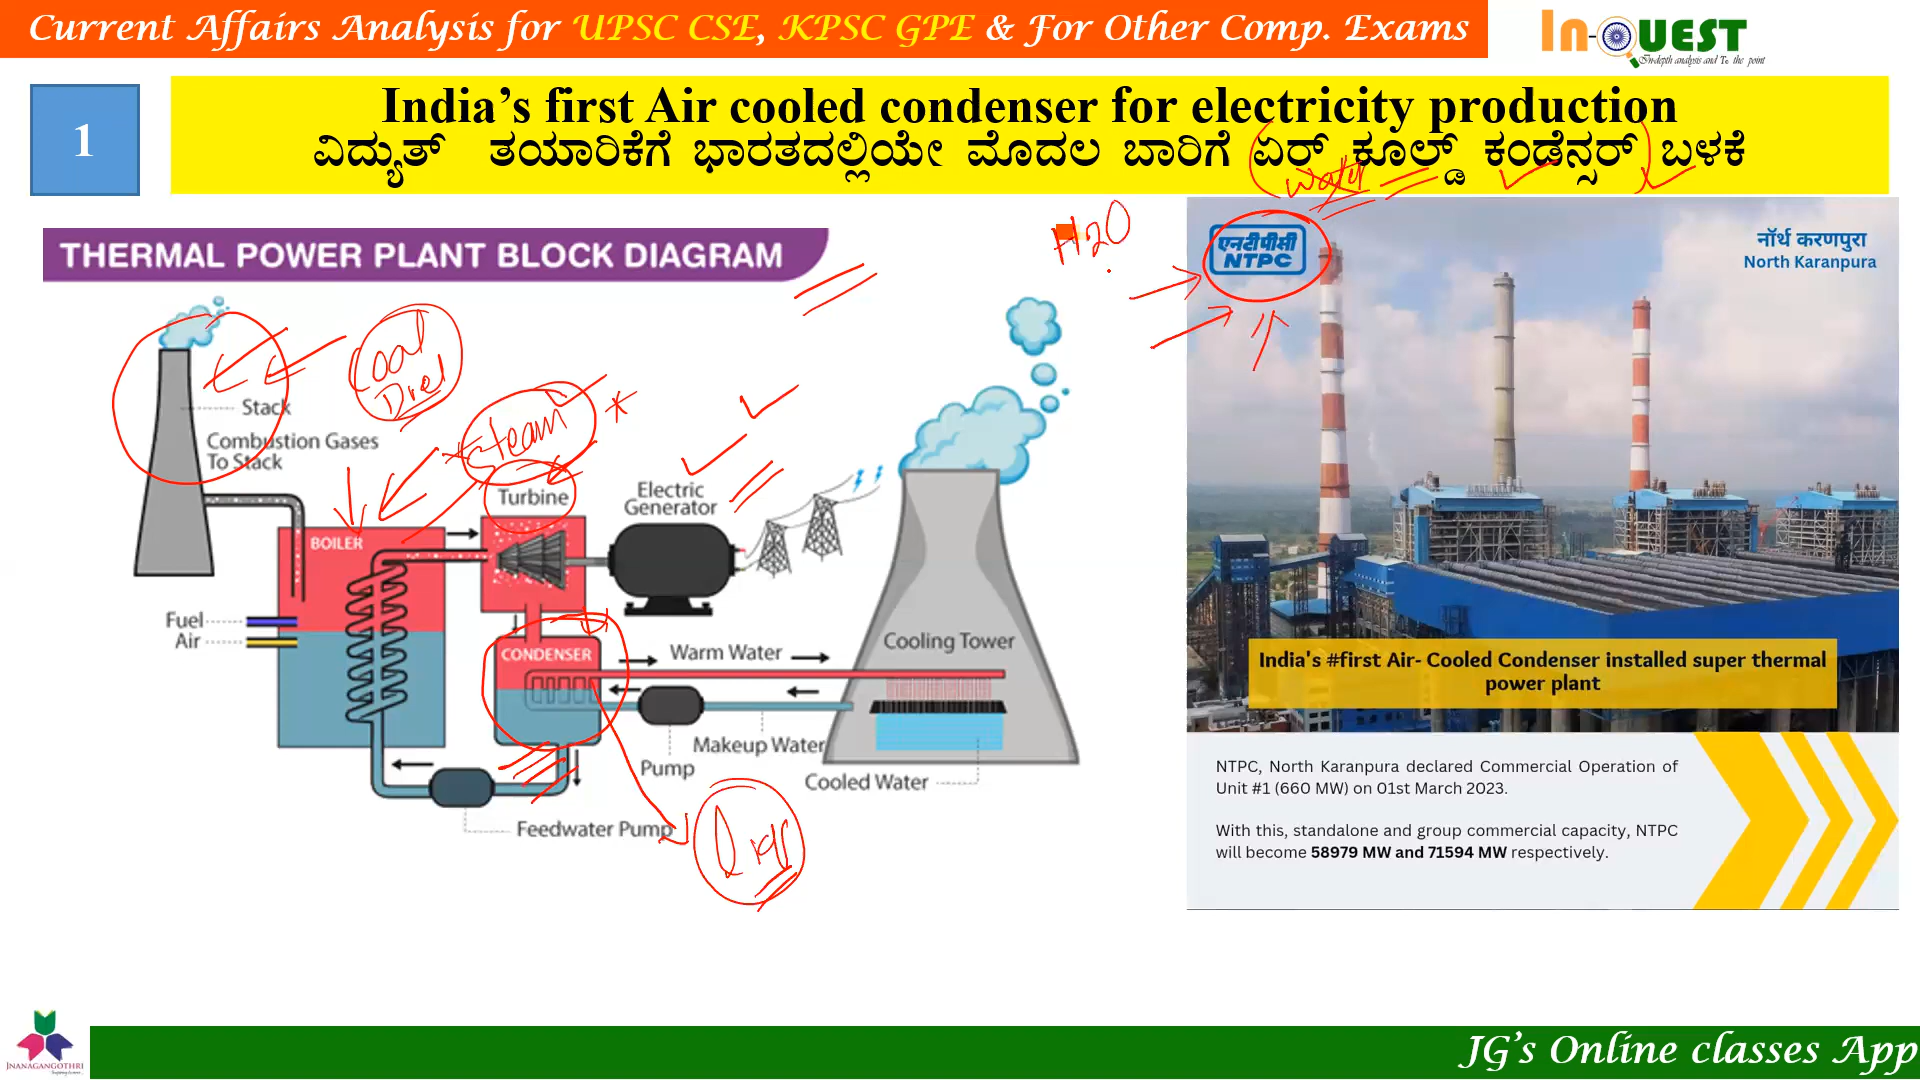 Current Affairs Analysis for UPSC CSE, KPSC GPE & For Other Comp. Exams
In-QUEST
In-depth analysis and To the point
1
India's first Air cooled condenser for electricity production
ವಿದ್ಯುತ್ ತಯಾರಿಕೆಗೆ ಭಾರತದಲ್ಲಿಯೇ ಮೊದಲ ಬಾರಿಗೆ ಏರ್ ಕೂಲ್ಡ್ ಕಂಡೆನ್ಸರ್ ಬಳಕೆ
water
H2O
THERMAL POWER PLANT BLOCK DIAGRAM
Coal
Steam
Stack
Combustion Gases
To Stack
Turbine
Electric
Generator
BOILER
Fuel
Air
CONDENSER
Warm Water
Cooling Tower
Makeup Water
Pump
Cooled Water
Feedwater Pump
एनटीपीसी
NTPC
नॉर्थ करणपुरा
North Karanpura
India's #first Air- Cooled Condenser installed super thermal
power plant
NTPC, North Karanpura declared Commercial Operation of
Unit #1 (660 MW) on 01st March 2023.
With this, standalone and group commercial capacity, NTPC
will become 58979 MW and 71594 MW respectively.
JNANAGANGOTHRI
JG's Online classes App